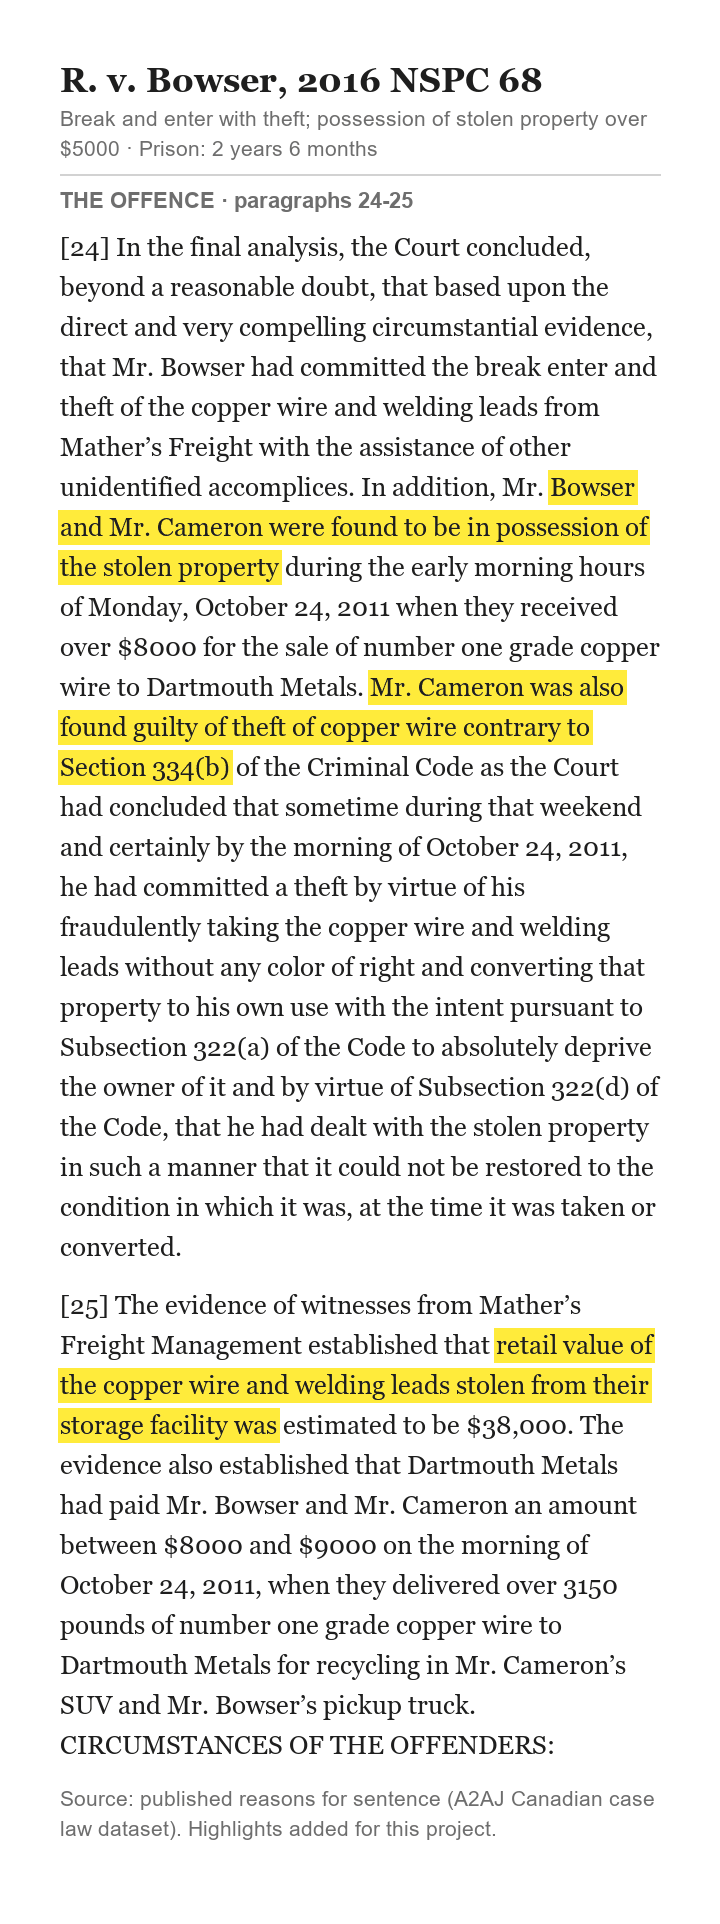 R. v. Bowser, 2016 NSPC 68
Break and enter with theft; possession of stolen property over
$5000 · Prison: 2 years 6 months
THE OFFENCE · paragraphs 24-25
[24] In the final analysis, the Court concluded,
beyond a reasonable doubt, that based upon the
direct and very compelling circumstantial evidence,
that Mr. Bowser had committed the break enter and
theft of the copper wire and welding leads from
Mather’s Freight with the assistance of other
unidentified accomplices. In addition, Mr. Bowser
and Mr. Cameron were found to be in possession of
the stolen property during the early morning hours
of Monday, October 24, 2011 when they received
over $8000 for the sale of number one grade copper
wire to Dartmouth Metals. Mr. Cameron was also
found guilty of theft of copper wire contrary to
Section 334(b) of the Criminal Code as the Court
had concluded that sometime during that weekend
and certainly by the morning of October 24, 2011,
he had committed a theft by virtue of his
fraudulently taking the copper wire and welding
leads without any color of right and converting that
property to his own use with the intent pursuant to
Subsection 322(a) of the Code to absolutely deprive
the owner of it and by virtue of Subsection 322(d) of
the Code, that he had dealt with the stolen property
in such a manner that it could not be restored to the
condition in which it was, at the time it was taken or
converted.
[25] The evidence of witnesses from Mather’s
Freight Management established that retail value of
the copper wire and welding leads stolen from their
storage facility was estimated to be $38,000. The
evidence also established that Dartmouth Metals
had paid Mr. Bowser and Mr. Cameron an amount
between $8000 and $9000 on the morning of
October 24, 2011, when they delivered over 3150
pounds of number one grade copper wire to
Dartmouth Metals for recycling in Mr. Cameron’s
SUV and Mr. Bowser’s pickup truck.
CIRCUMSTANCES OF THE OFFENDERS:
Source: published reasons for sentence (A2AJ Canadian case
law dataset). Highlights added for this project.